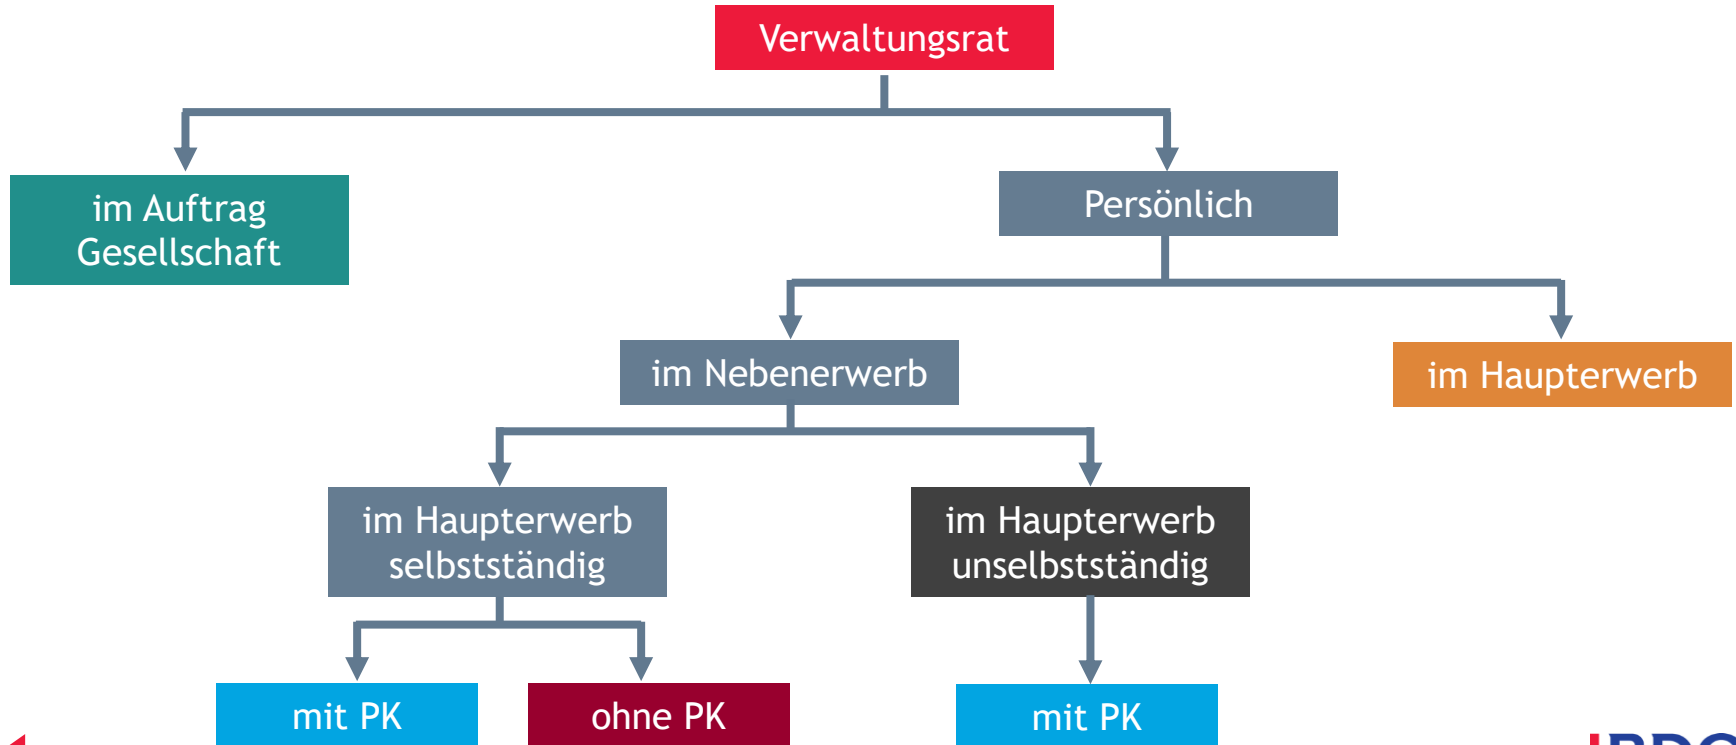 Verwaltungsrat
im Auftrag
Gesellschaft
Persönlich
im Nebenerwerb
im Haupterwerb
im Haupterwerb
selbstständig
im Haupterwerb
unselbstständig
mit PK
ohne PK
mit PK